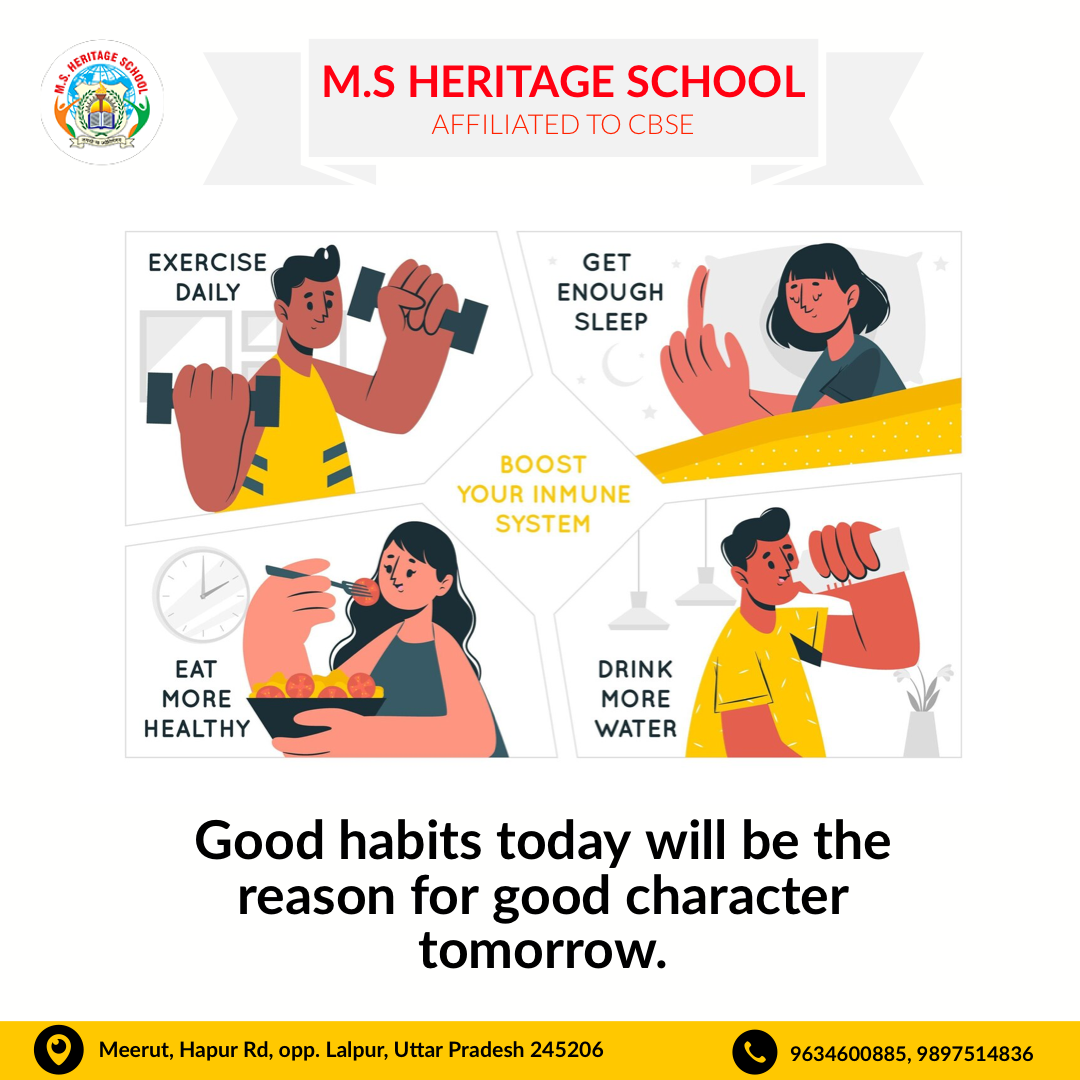 M.S. HERITAGE SCHOOL
M.S HERITAGE SCHOOL
AFFILIATED TO CBSE
EXERCISE
DAILY
GET
ENOUGH
SLEEP
BOOST
YOUR INMUNE
SYSTEM
EAT
MORE
HEALTHY
DRINK
MORE
WATER
Good habits today will be the
reason for good character
tomorrow.
Meerut, Hapur Rd, opp. Lalpur, Uttar Pradesh 245206
9634600885, 9897514836